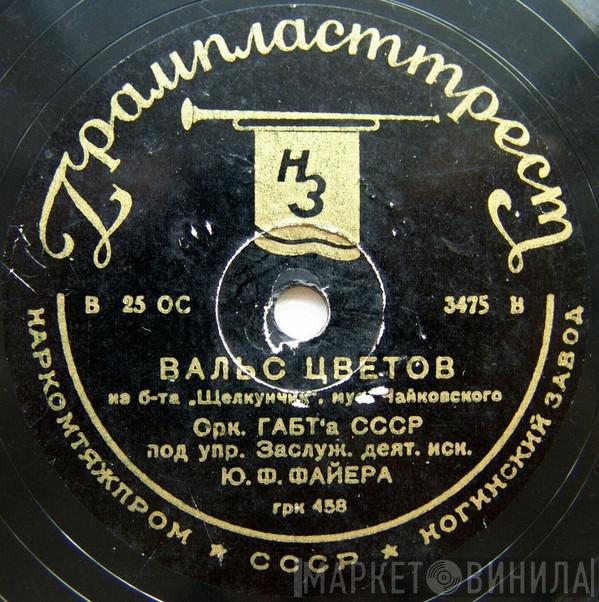 Грампласттрест
НЗ
В 25 ОС
3475 В
ВАЛЬС ЦВЕТОВ
из б-та „Щелкунчик", муз. Чайковского
Орк. ГАБТ'а СССР
под упр. Заслуж. деят. иск.
Ю. Ф. ФАЙЕРА
грк 458
НАРКОМТЯЖПРОМ ★ СССР ★ НОГИНСКИЙ ЗАВОД
МАРКЕТ ВИНИЛА